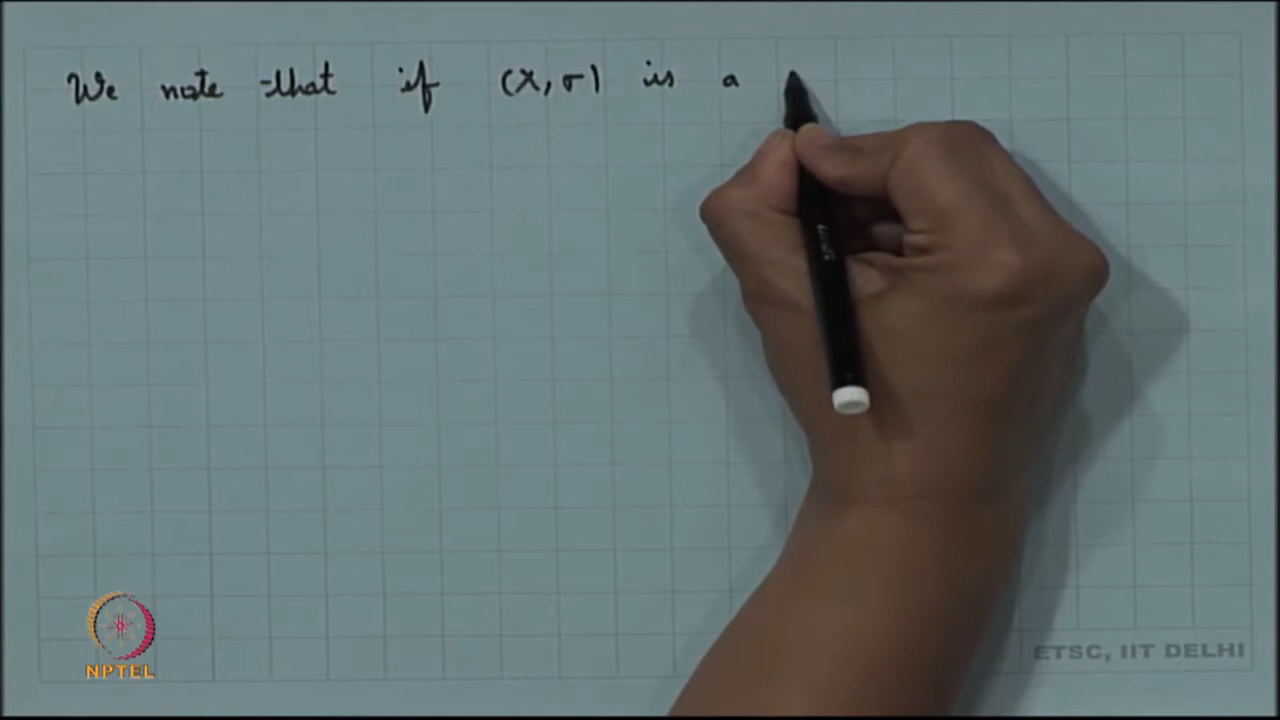 We note that if (X, σ) is a
NPTEL
ETSC, IIT DELHI